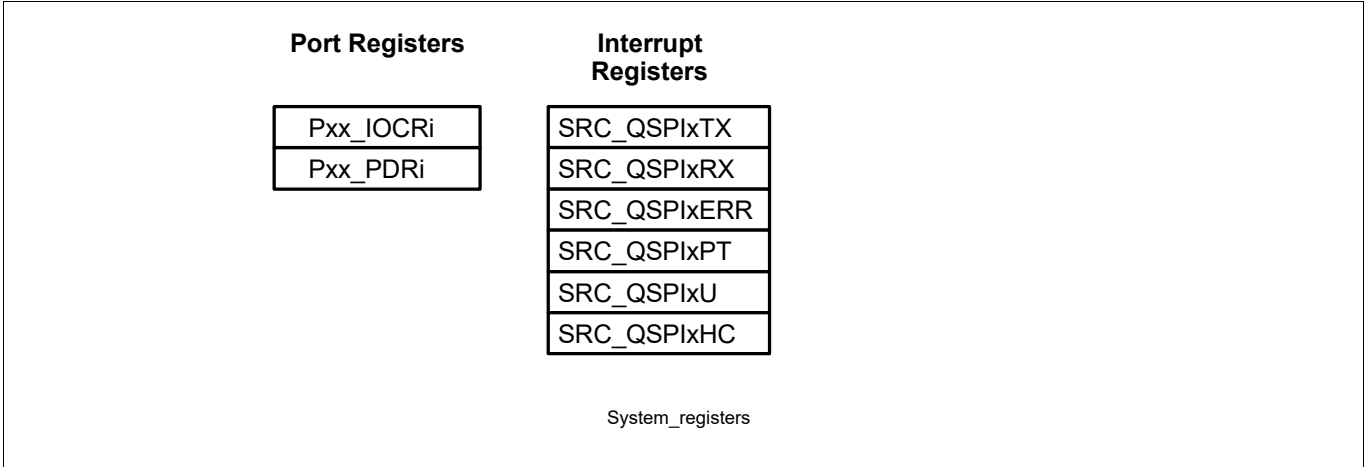 Port Registers
Pxx_IOCRi
Pxx_PDRi
Interrupt
Registers
SRC_QSPIxTX
SRC_QSPIxRX
SRC_QSPIxERR
SRC_QSPIxPT
SRC_QSPIxU
SRC_QSPIxHC
System_registers